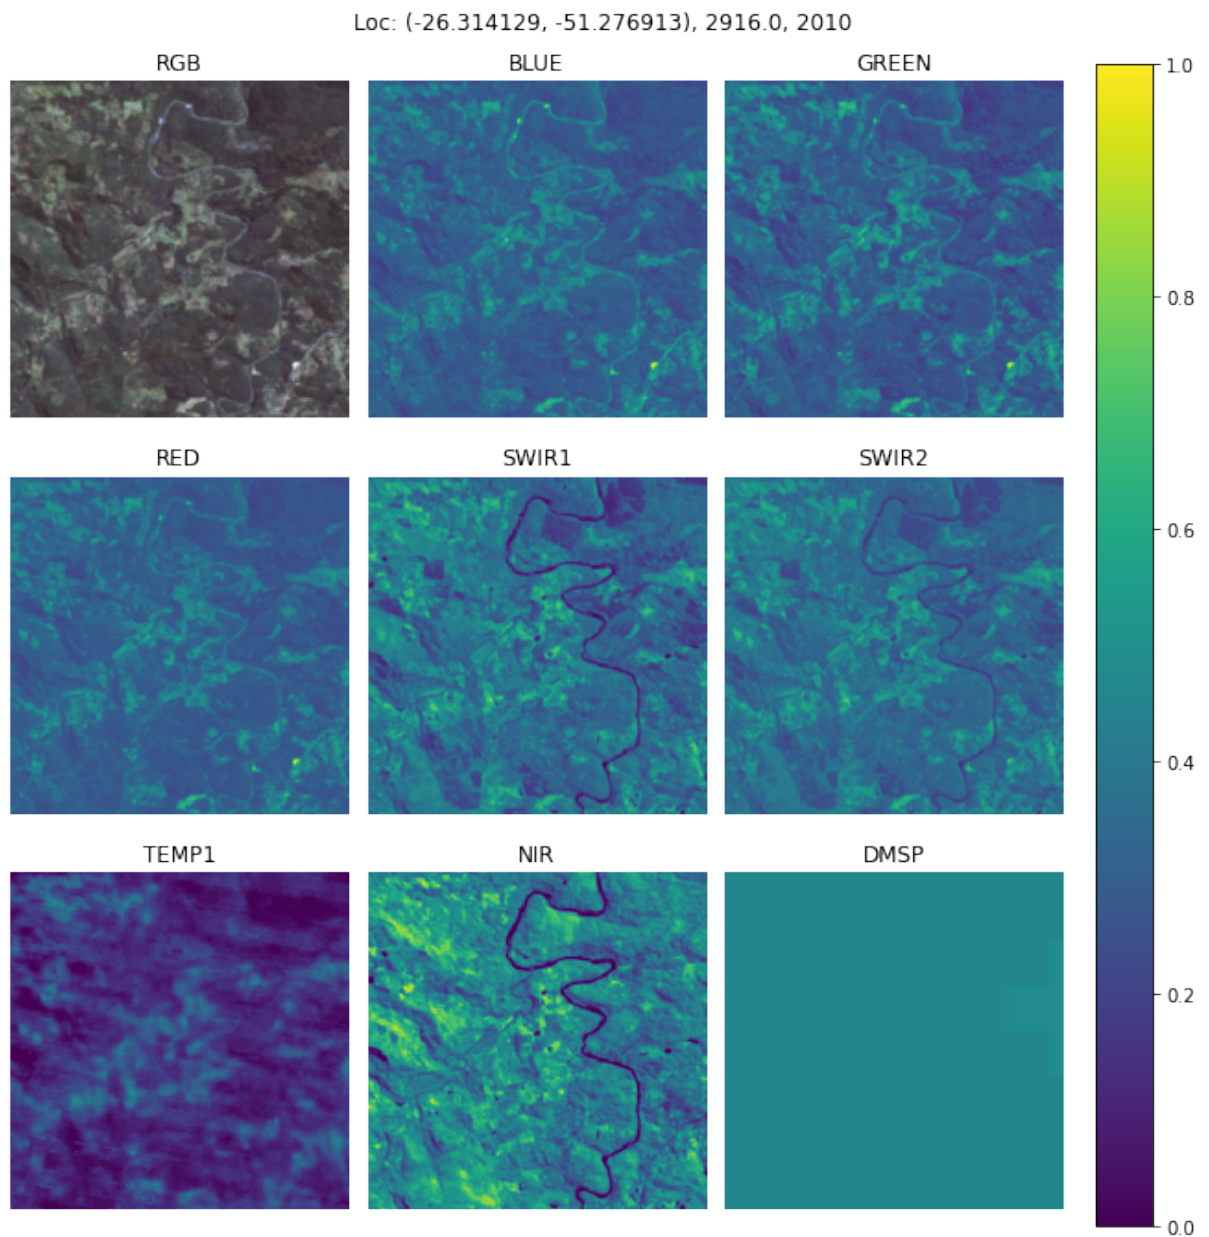 Loc: (-26.314129, -51.276913), 2916.0, 2010
RGB
BLUE
GREEN
RED
SWIR1
SWIR2
TEMP1
NIR
DMSP
1.0
0.8
0.6
0.4
0.2
0.0